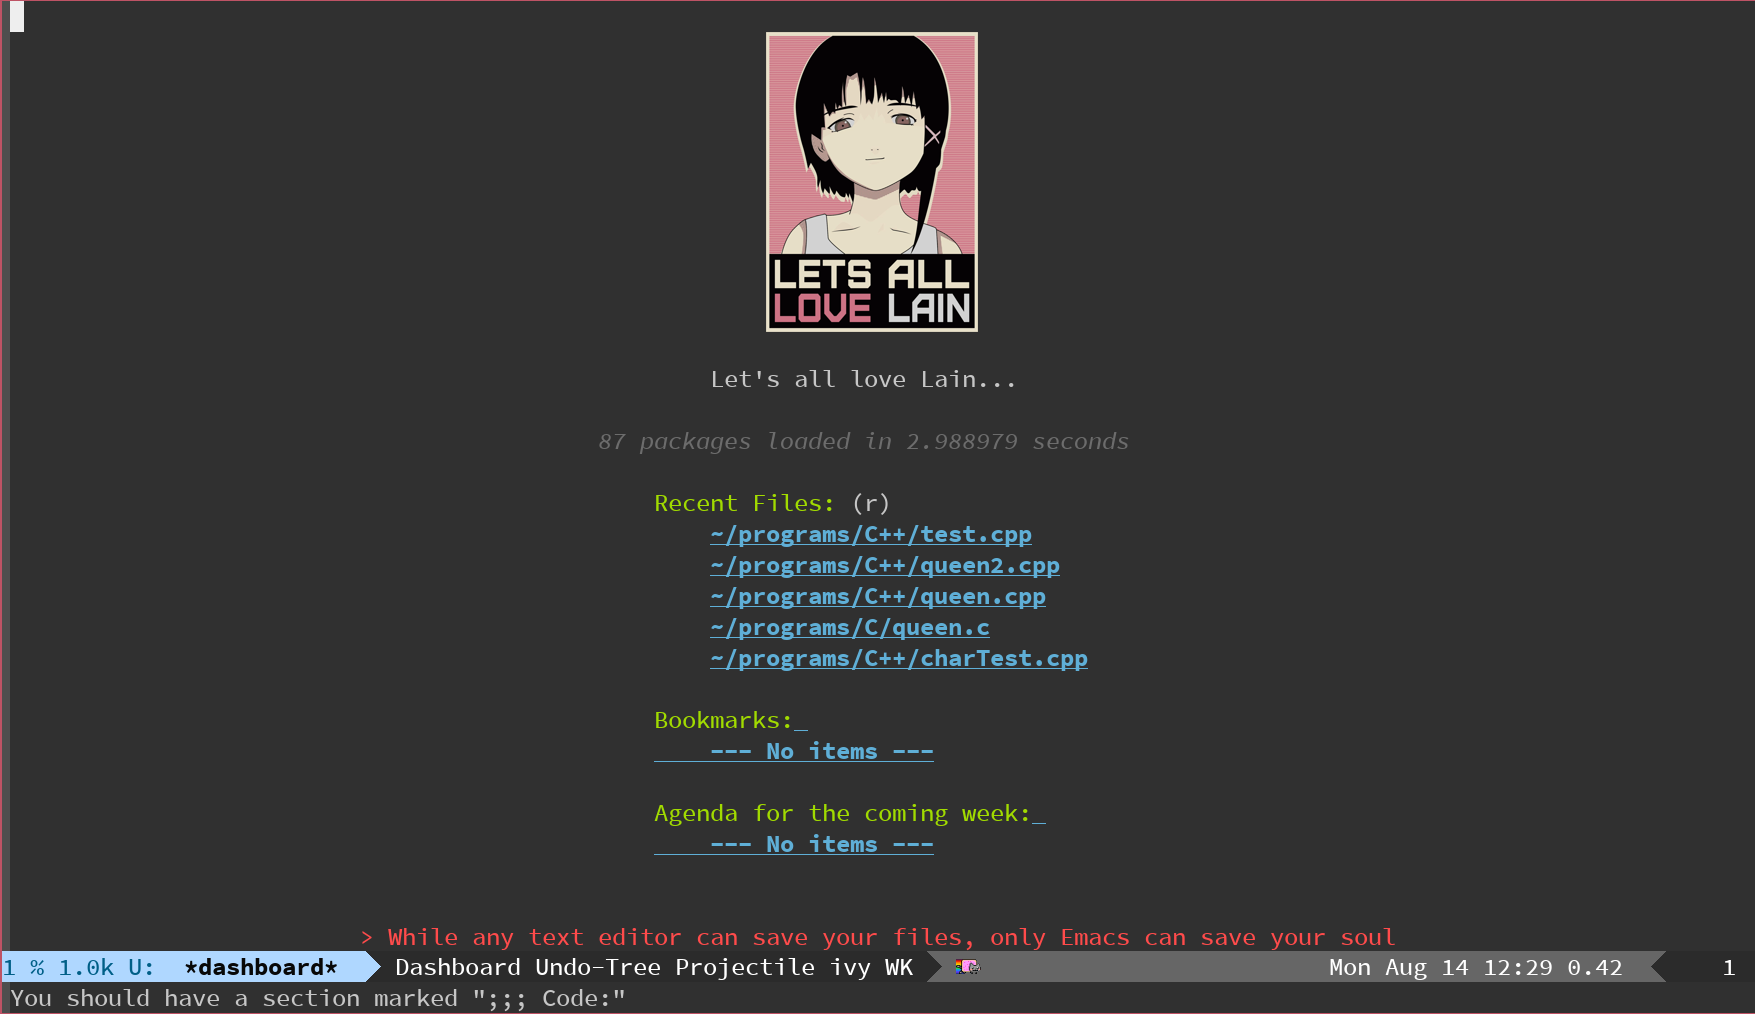 LETS ALL
LOVE LAIN
Let's all love Lain...
87 packages loaded in 2.988979 seconds
Recent Files: (r)
~/programs/C++/test.cpp
~/programs/C++/queen2.cpp
~/programs/C++/queen.cpp
~/programs/C/queen.c
~/programs/C++/charTest.cpp
Bookmarks:_
--- No items ---
Agenda for the coming week:_
--- No items ---
> While any text editor can save your files, only Emacs can save your soul
1 % 1.0k U: *dashboard* Dashboard Undo-Tree Projectile ivy WK Mon Aug 14 12:29 0.42 1
You should have a section marked ";;; Code:"